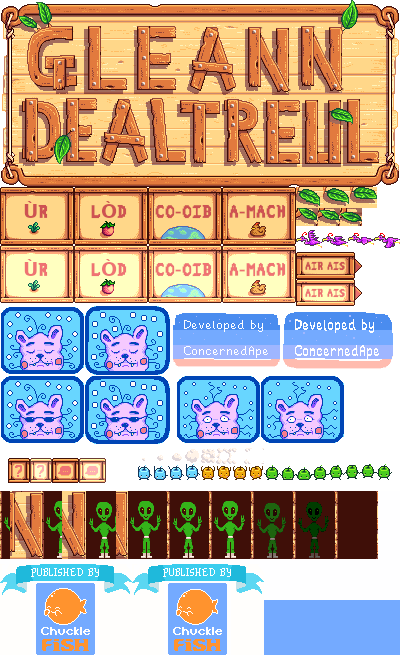 GLEANN
DEALTREIL
ÙR LÒD CO-OIB A-MACH
ÙR LÒD CO-OIB A-MACH
AIR AIS
AIR AIS
Developed by
ConcernedApe
Developed by
ConcernedApe
? ?
N N
PUBLISHED BY
Chuckle
FISH
PUBLISHED BY
Chuckle
FISH